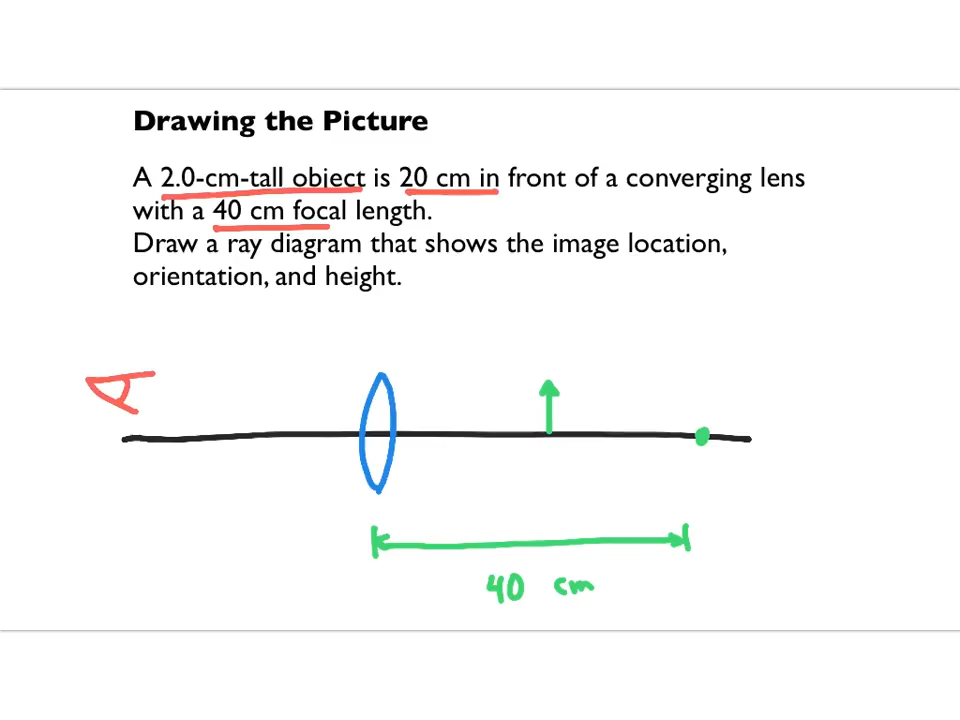 Drawing the Picture
A 2.0-cm-tall object is 20 cm in front of a converging lens
with a 40 cm focal length.
Draw a ray diagram that shows the image location,
orientation, and height.
40 cm